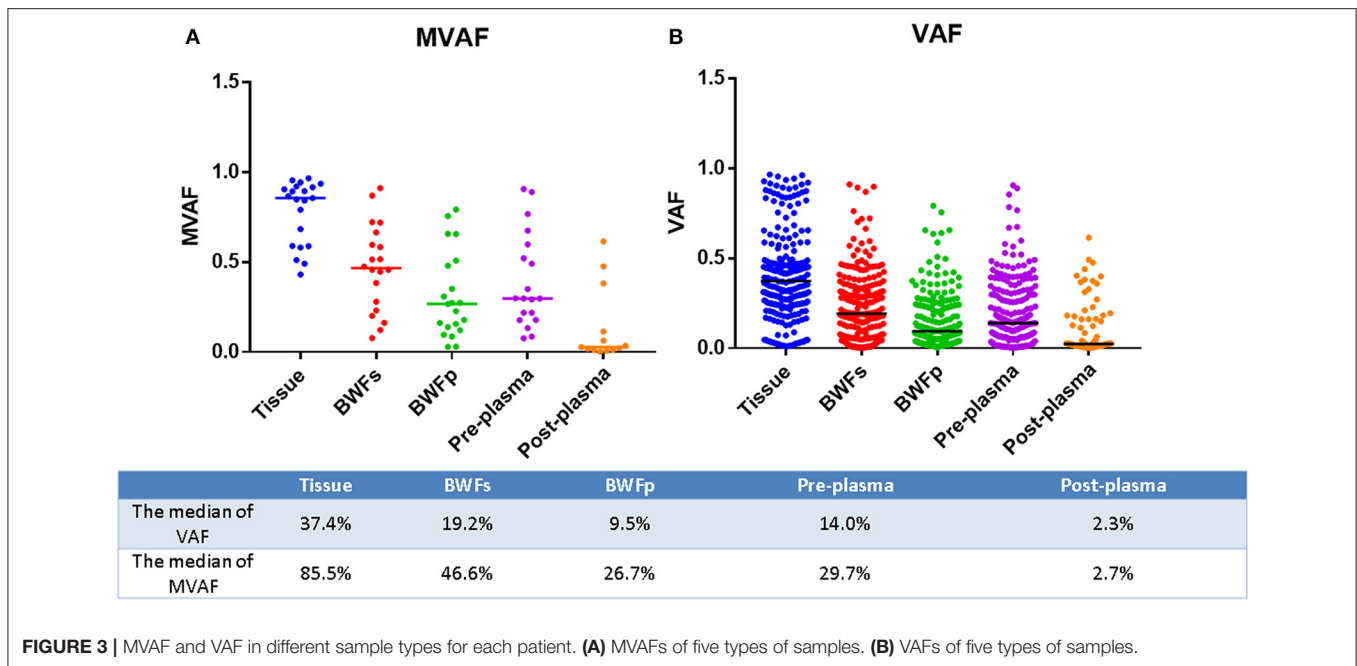 A
MVAF
MVAF
1.5
1.0
0.5
0.0
Tissue
BWFs
BWFp
Pre-plasma
Post-plasma
B
VAF
VAF
1.5
1.0
0.5
0.0
Tissue
BWFs
BWFp
Pre-plasma
Post-plasma
Tissue BWFs BWFp Pre-plasma Post-plasma
The median of VAF 37.4% 19.2% 9.5% 14.0% 2.3%
The median of MVAF 85.5% 46.6% 26.7% 29.7% 2.7%
FIGURE 3 | MVAF and VAF in different sample types for each patient. (A) MVAFs of five types of samples. (B) VAFs of five types of samples.